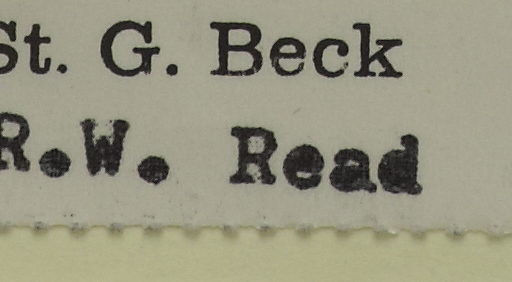 St. G. Beck
R.W. Read